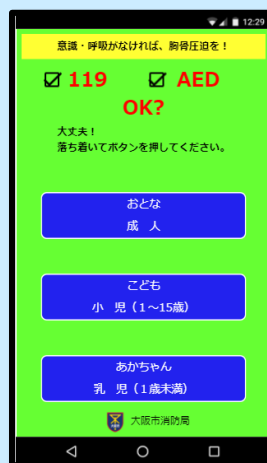 12:29
意識・呼吸がなければ、胸骨圧迫を！
119 AED
OK?
大丈夫！
落ち着いてボタンを押してください。
おとな
成 人
こども
小 児（1～15歳）
あかちゃん
乳 児（1歳未満）
大阪市消防局